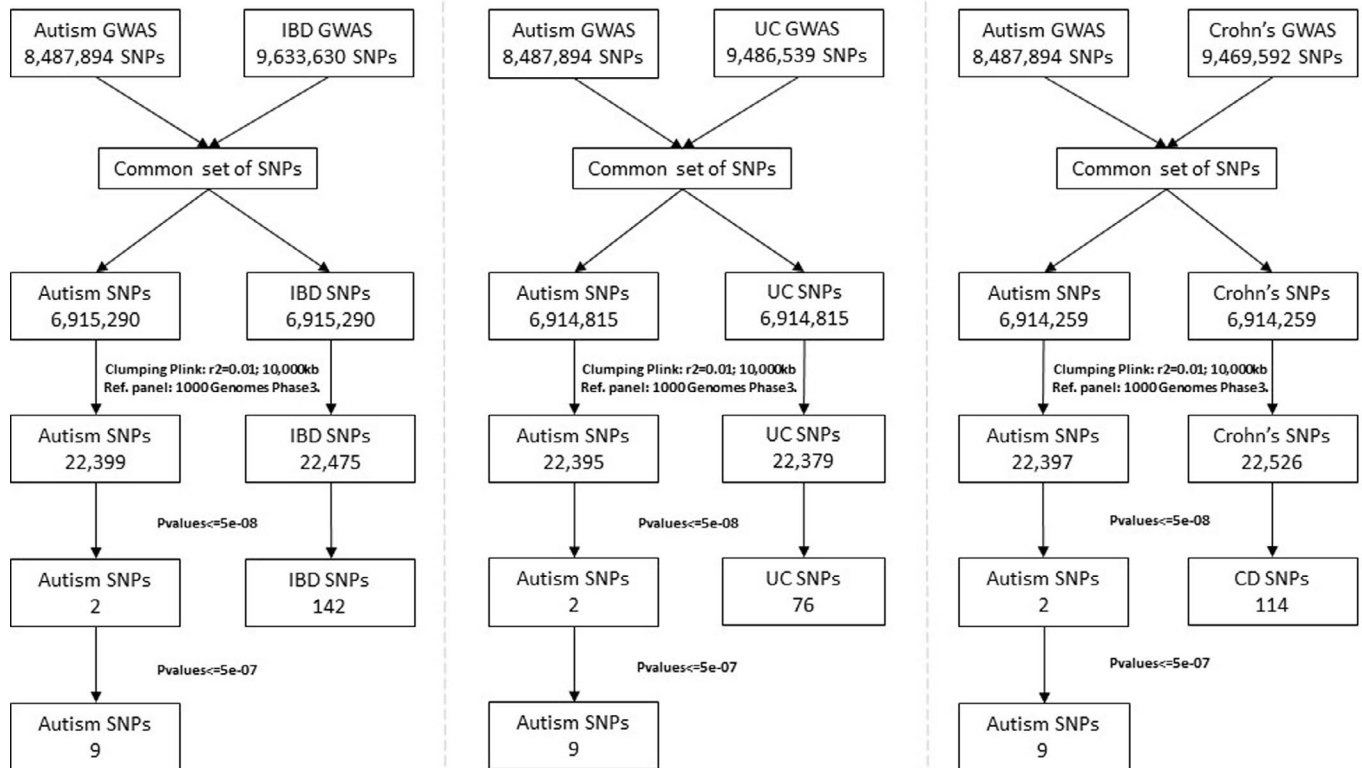 Autism GWAS
8,487,894 SNPs
IBD GWAS
9,633,630 SNPs
Common set of SNPs
Autism SNPs
6,915,290
IBD SNPs
6,915,290
Clumping Plink: r2=0.01; 10,000kb
Ref. panel: 1000 Genomes Phase3.
Autism SNPs
22,399
IBD SNPs
22,475
Pvalues<=5e-08
Autism SNPs
2
IBD SNPs
142
Pvalues<=5e-07
Autism SNPs
9
Autism GWAS
8,487,894 SNPs
UC GWAS
9,486,539 SNPs
Common set of SNPs
Autism SNPs
6,914,815
UC SNPs
6,914,815
Clumping Plink: r2=0.01; 10,000kb
Ref. panel: 1000 Genomes Phase3.
Autism SNPs
22,395
UC SNPs
22,379
Pvalues<=5e-08
Autism SNPs
2
UC SNPs
76
Pvalues<=5e-07
Autism SNPs
9
Autism GWAS
8,487,894 SNPs
Crohn's GWAS
9,469,592 SNPs
Common set of SNPs
Autism SNPs
6,914,259
Crohn's SNPs
6,914,259
Clumping Plink: r2=0.01; 10,000kb
Ref. panel: 1000 Genomes Phase3.
Autism SNPs
22,397
Crohn's SNPs
22,526
Pvalues<=5e-08
Autism SNPs
2
CD SNPs
114
Pvalues<=5e-07
Autism SNPs
9